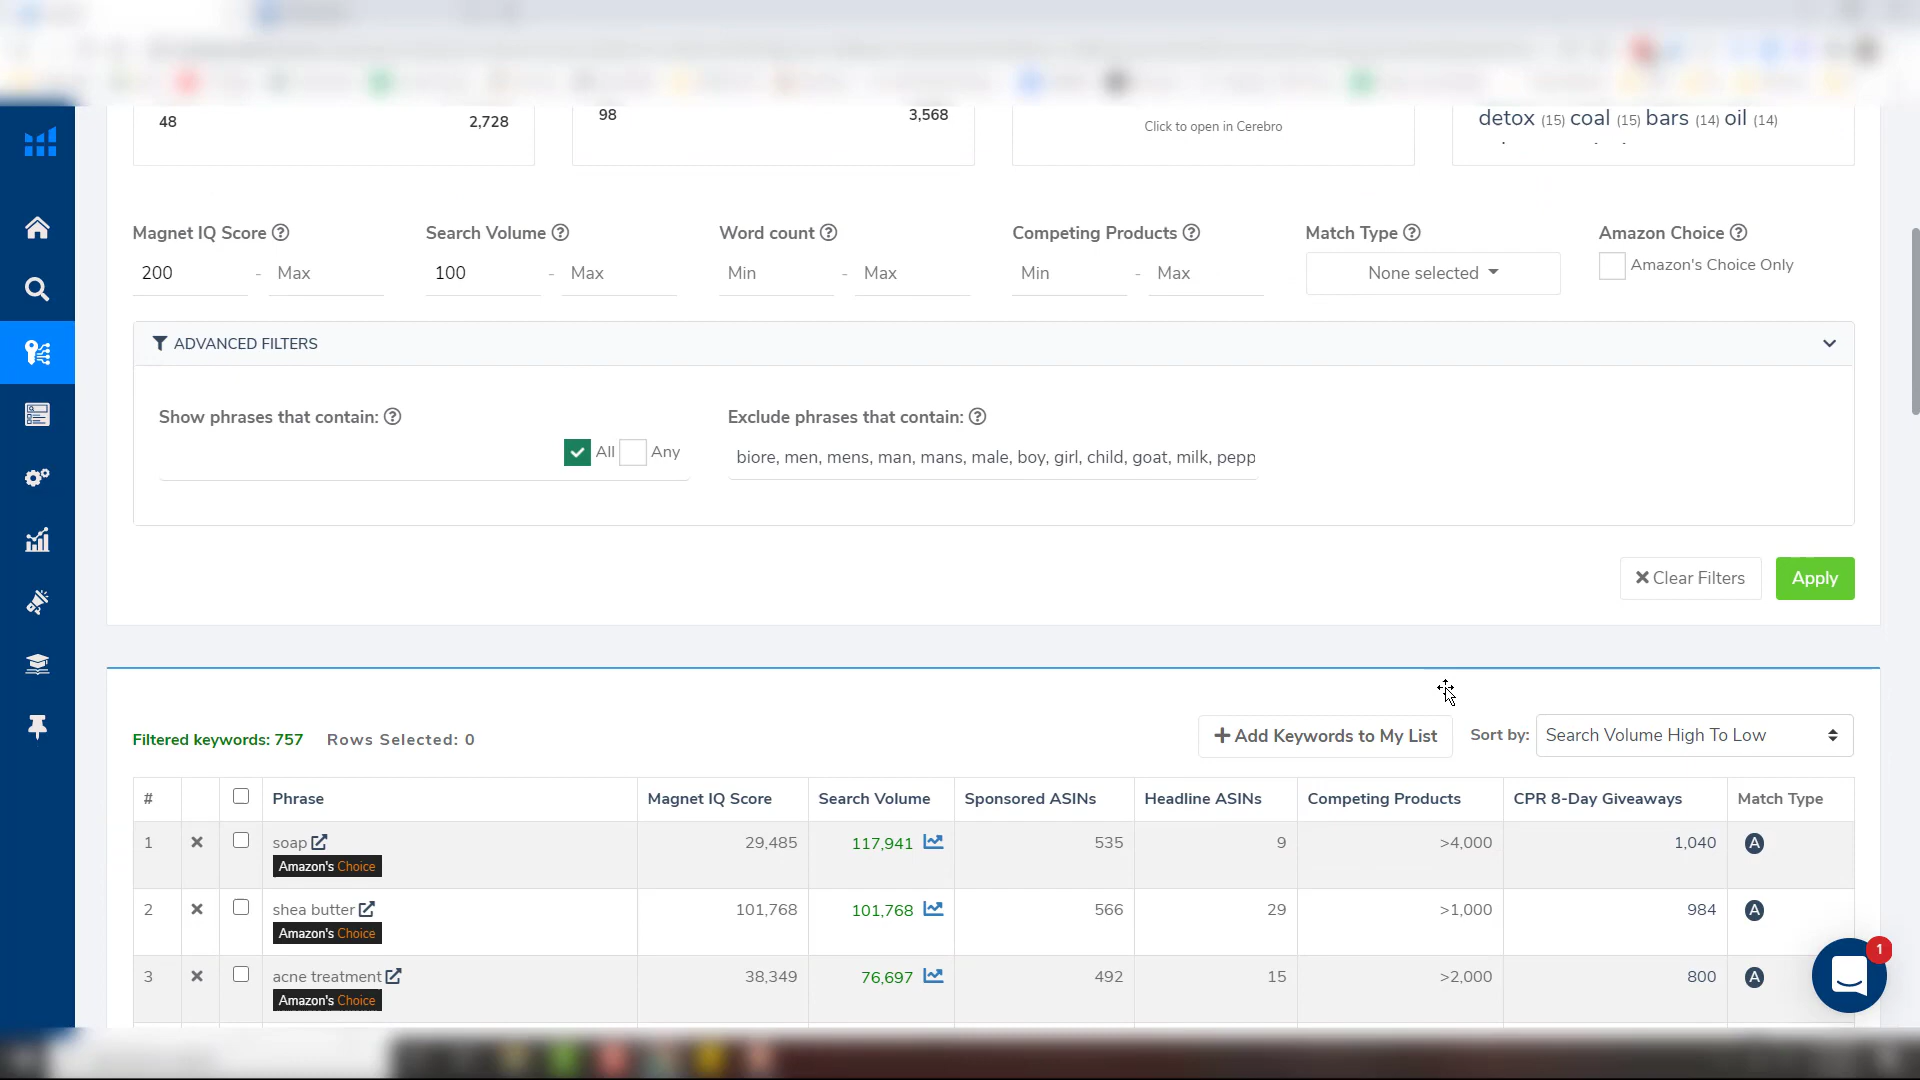 48 2,728
98 3,568
Click to open in Cerebro
detox (15) coal (15) bars (14) oil (14)
Magnet IQ Score Search Volume Word count Competing Products Match Type Amazon Choice
200 - Max 100 - Max Min - Max Min - Max None selected Amazon's Choice Only
ADVANCED FILTERS
Show phrases that contain: Exclude phrases that contain:
All Any biore, men, mens, man, mans, male, boy, girl, child, goat, milk, pepp
Clear Filters Apply
Filtered keywords: 757 Rows Selected: 0 Add Keywords to My List Sort by: Search Volume High To Low
# Phrase Magnet IQ Score Search Volume Sponsored ASINs Headline ASINs Competing Products CPR 8-Day Giveaways Match Type
1 soap 29,485 117,941 535 9 >4,000 1,040 A
Amazon's Choice
2 shea butter 101,768 101,768 566 29 >1,000 984 A
Amazon's Choice
3 acne treatment 38,349 76,697 492 15 >2,000 800 A
Amazon's Choice
1